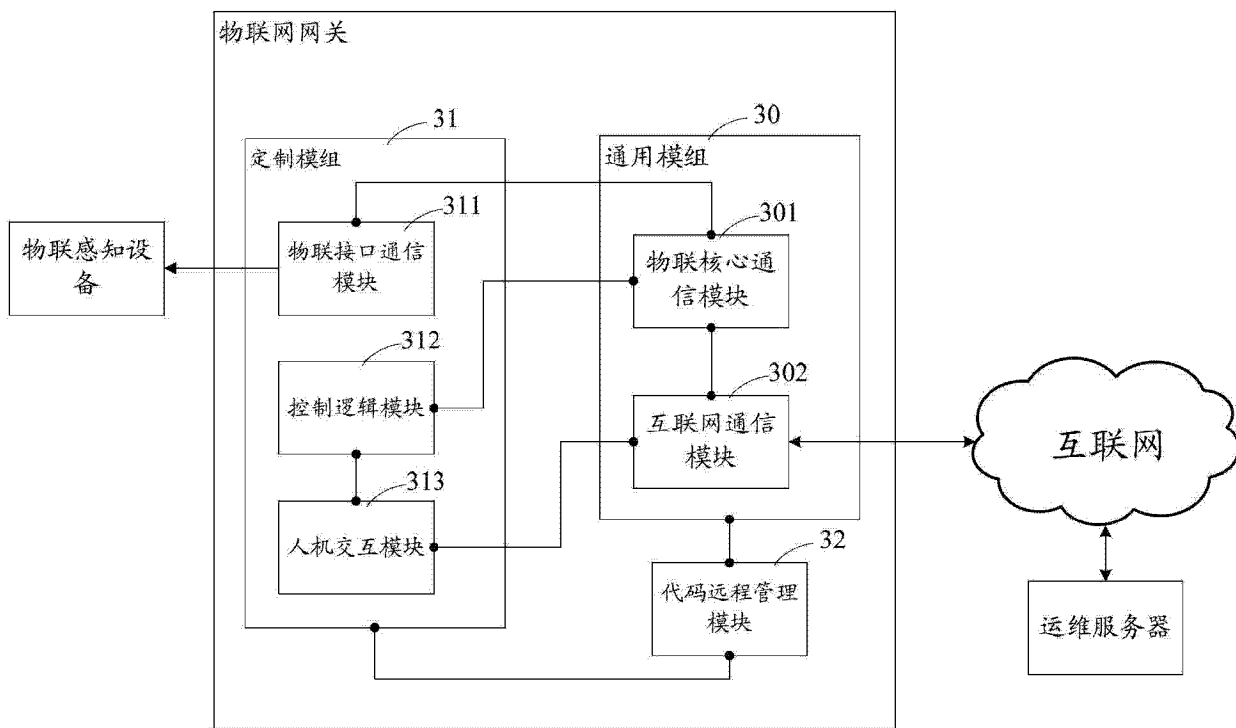 物联网网关
31
30
定制模组
通用模组
311
301
物联感知设
备
物联接口通信
模块
物联核心通
信模块
312
302
控制逻辑模块
互联网通信
模块
互联网
313
人机交互模块
32
代码远程管理
模块
运维服务器